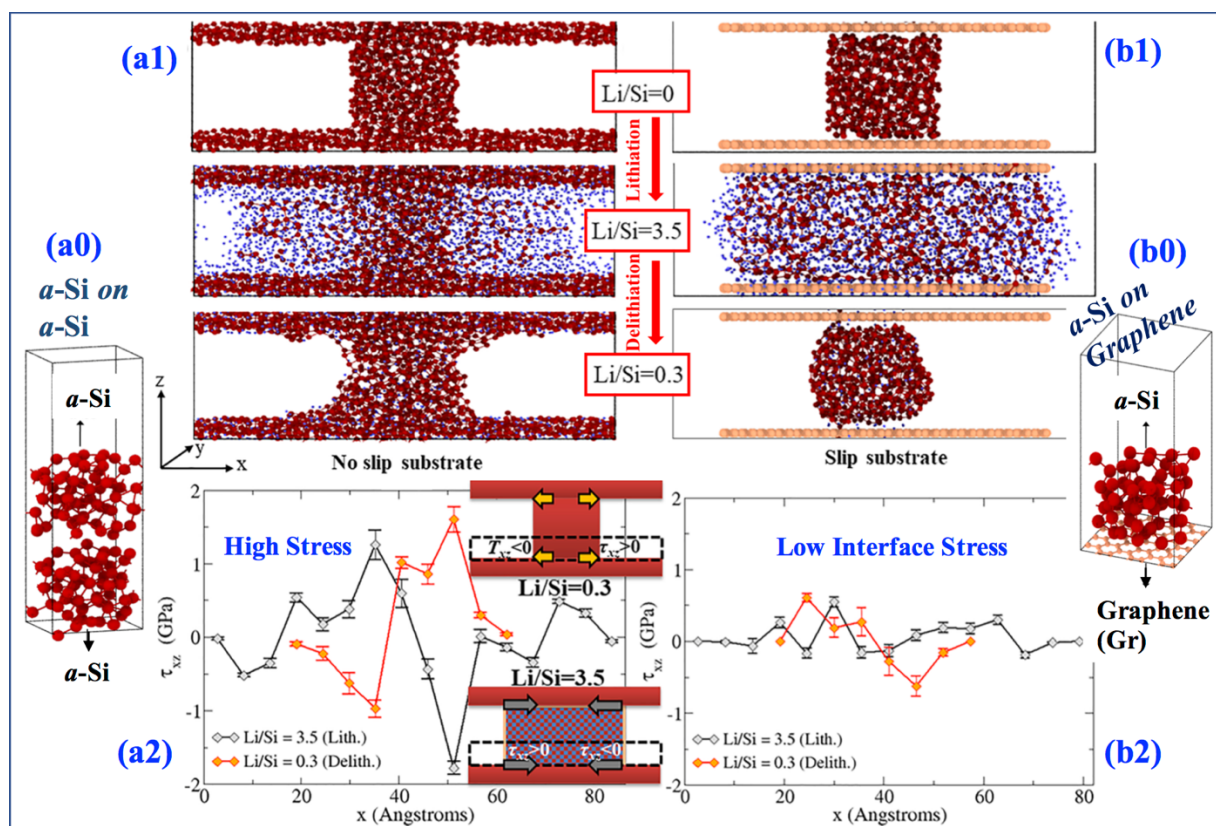 (a1)
(b1)
Li/Si=0
Lithiation
Li/Si=3.5
Delithiation
Li/Si=0.3
(a0)
a-Si on
a-Si
a-Si
a-Si
(b0)
a-Si on
Graphene
a-Si
Graphene
(Gr)
z
y
x
No slip substrate
Slip substrate
2
1
0
-1
-2
τxz (GPa)
High Stress
Txz<0
τxz>0
Li/Si=0.3
Li/Si=3.5
τxz>0
τxz<0
Li/Si = 3.5 (Lith.)
Li/Si = 0.3 (Delith.)
(a2)
0 20 40 60 80
x (Angstroms)
2
1
0
-1
-2
τxz (GPa)
Low Interface Stress
Li/Si = 3.5 (Lith.)
Li/Si = 0.3 (Delith.)
(b2)
0 20 40 60 80
x (Angstroms)